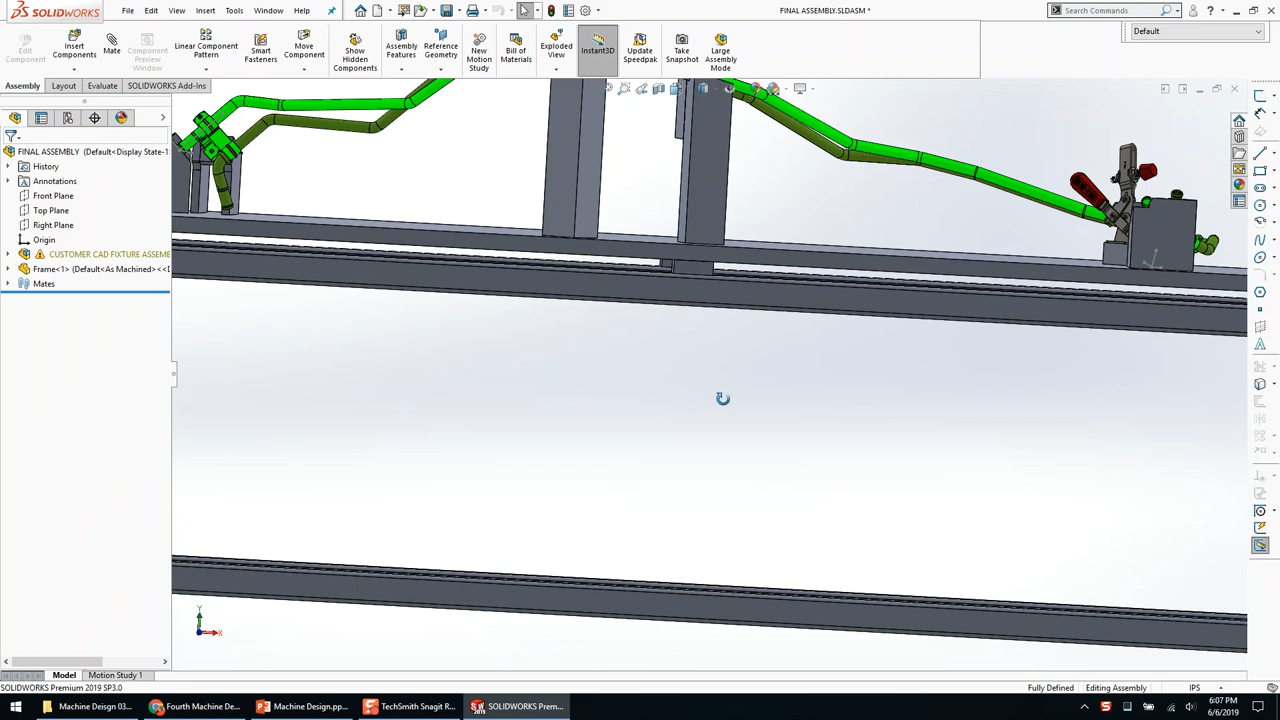 SOLIDWORKS
File
Edit
View
Insert
Tools
Window
Help
FINAL ASSEMBLY.SLDASM *
Search Commands
Edit Component
Insert Components
Mate
Component Preview Window
Linear Component Pattern
Smart Fasteners
Move Component
Show Hidden Components
Assembly Features
Reference Geometry
New Motion Study
Bill of Materials
Exploded View
Instant3D
Update Speedpak
Take Snapshot
Large Assembly Mode
Default
Assembly
Layout
Evaluate
SOLIDWORKS Add-Ins
FINAL ASSEMBLY (Default<Display State-1>
History
Annotations
Front Plane
Top Plane
Right Plane
Origin
CUSTOMER CAD FIXTURE ASSEME
Frame<1> (Default<As Machined><<D
Mates
Y
X
Model
Motion Study 1
SOLIDWORKS Premium 2019 SP3.0
Fully Defined
Editing Assembly
IPS
Machine Deisgn 03...
Fourth Machine De...
Machine Design.pp...
TechSmith Snagit R...
SOLIDWORKS Prem...
6:07 PM
6/6/2019